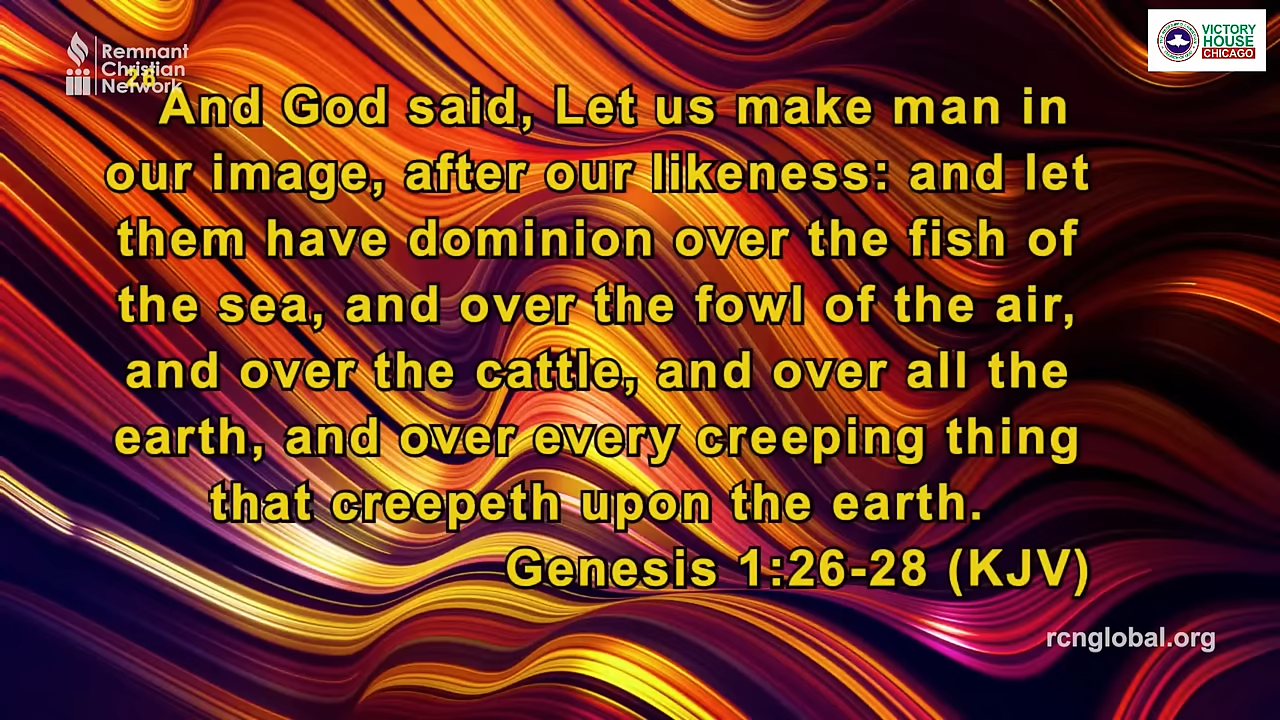 Remnant
Christian
Network
VICTORY
HOUSE
CHICAGO
26
And God said, Let us make man in
our image, after our likeness: and let
them have dominion over the fish of
the sea, and over the fowl of the air,
and over the cattle, and over all the
earth, and over every creeping thing
that creepeth upon the earth.
Genesis 1:26-28 (KJV)
rcnglobal.org